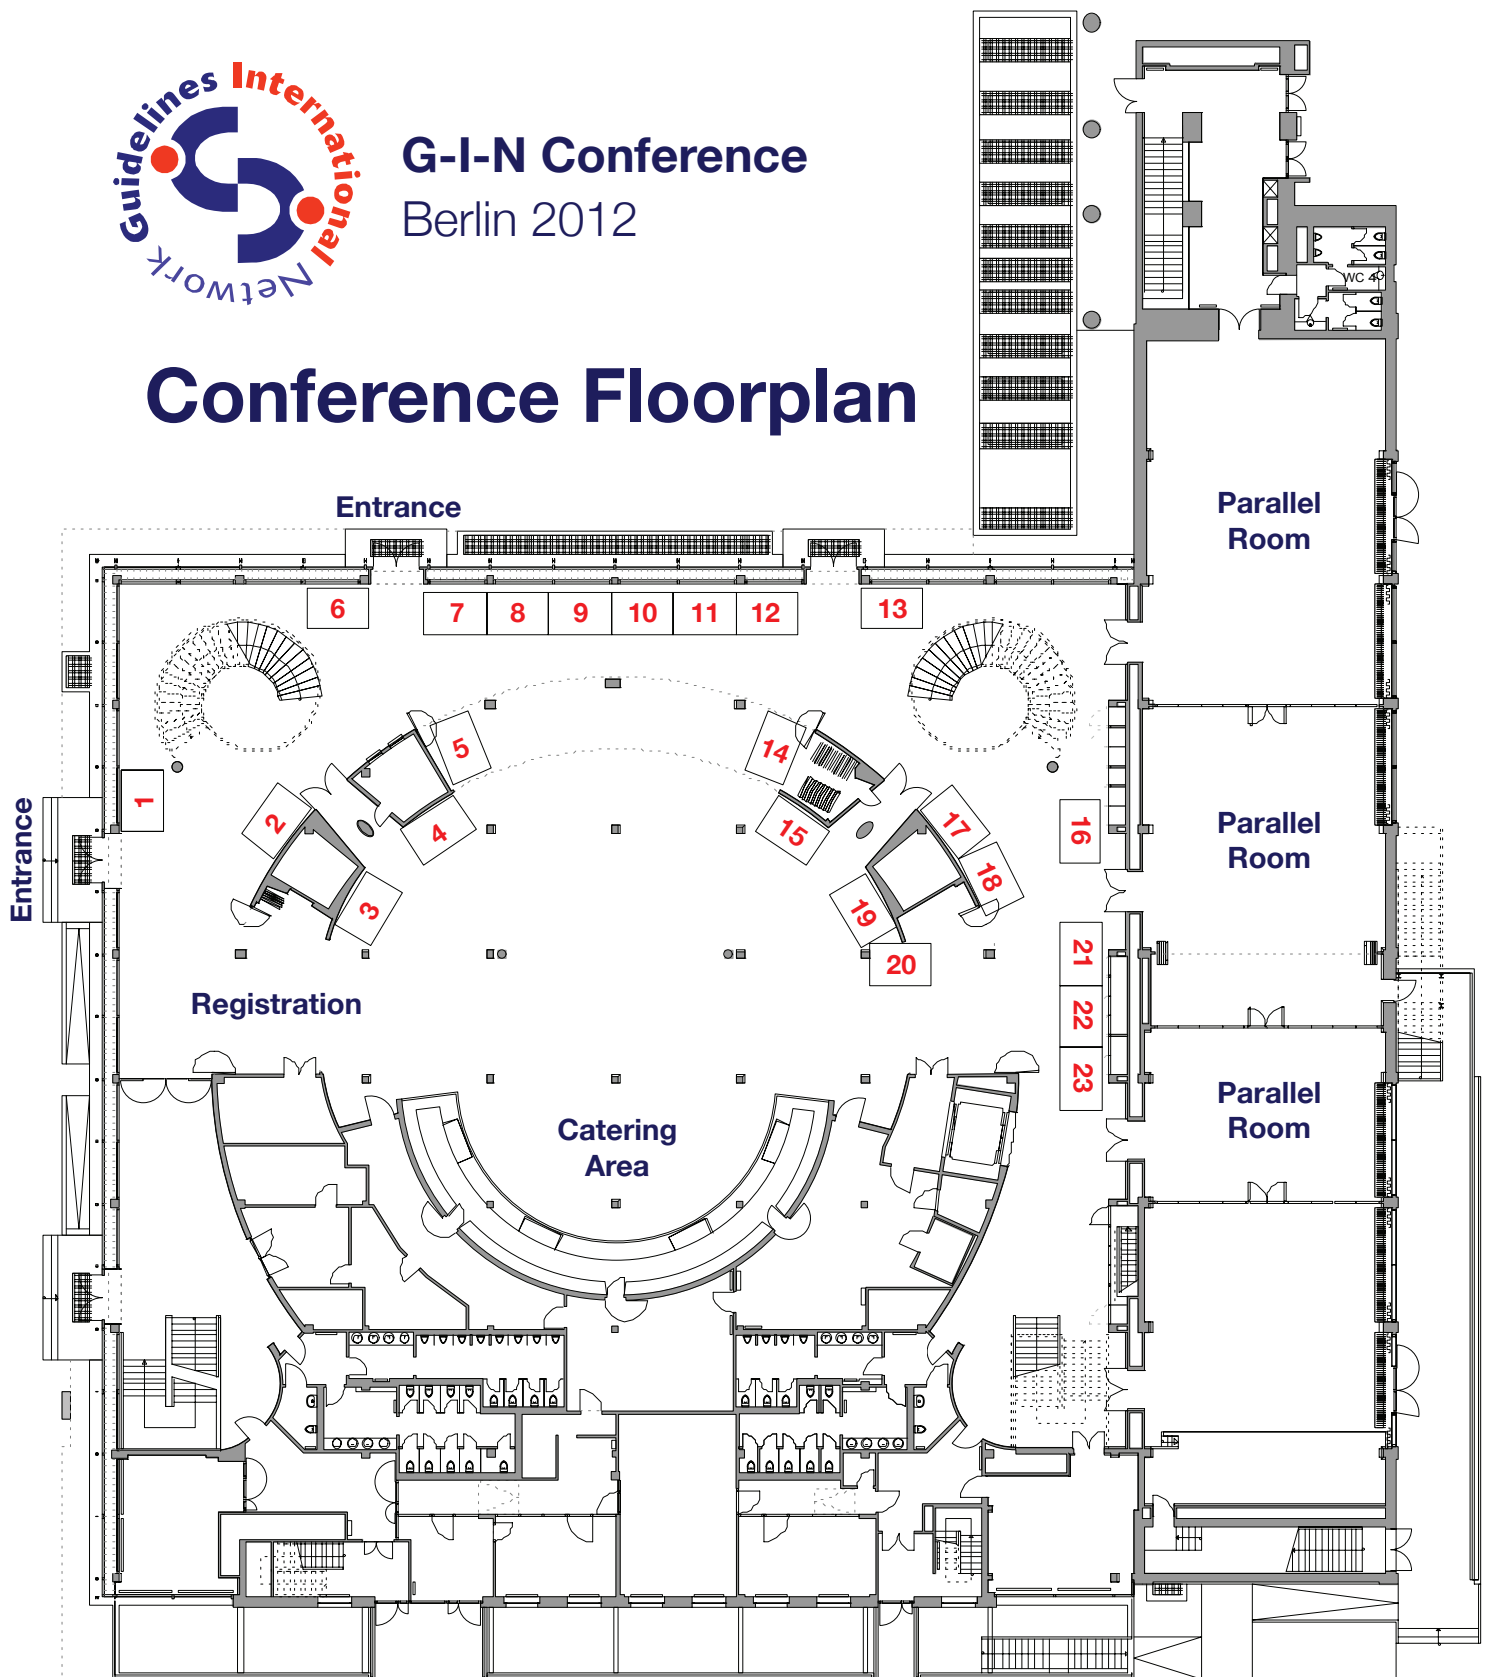 Guidelines International Network
G-I-N Conference
Berlin 2012
Conference Floorplan
WC 4
Entrance
Parallel
Room
6
7
8
9
10
11
12
13
5
14
1
2
4
15
17
16
Parallel
Room
Entrance
3
18
19
20
21
Registration
22
23
Catering
Area
Parallel
Room